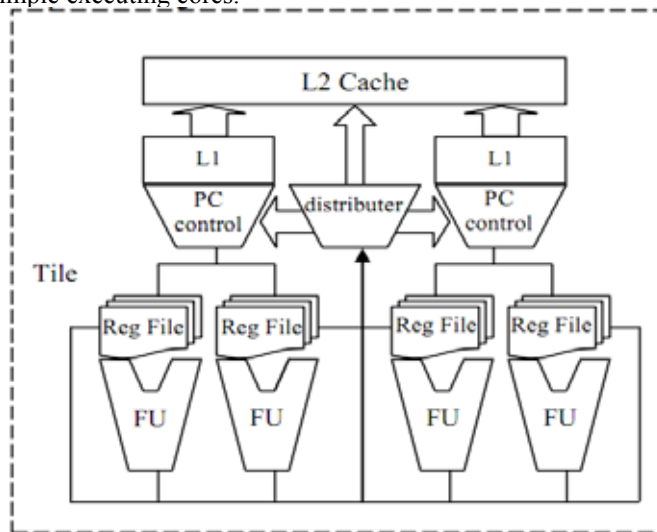 L2 Cache
L1
PC
control
distributer
L1
PC
control
Tile
Reg File
Reg File
Reg File
Reg File
FU
FU
FU
FU